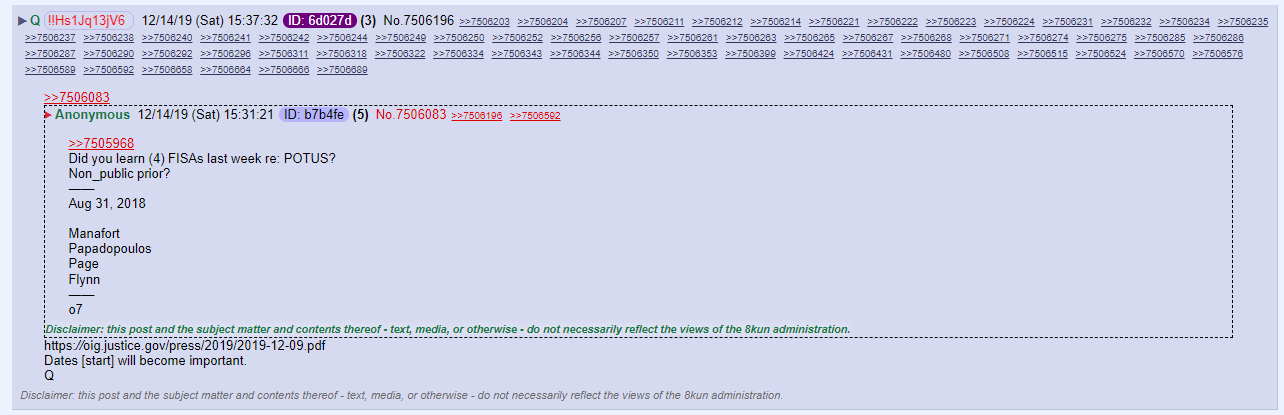 ▶ Q !!Hs1Jq13jV6 12/14/19 (Sat) 15:37:32 ID: 6d027d (3) No.7506196 >>7506203 >>7506204 >>7506207 >>7506211 >>7506212 >>7506214 >>7506221 >>7506222 >>7506223 >>7506224 >>7506231 >>7506232 >>7506234 >>7506235
>>7506237 >>7506238 >>7506240 >>7506241 >>7506242 >>7506244 >>7506249 >>7506250 >>7506252 >>7506256 >>7506257 >>7506261 >>7506263 >>7506265 >>7506267 >>7506268 >>7506271 >>7506274 >>7506275 >>7506285 >>7506286
>>7506287 >>7506290 >>7506292 >>7506296 >>7506311 >>7506318 >>7506322 >>7506334 >>7506343 >>7506344 >>7506350 >>7506353 >>7506399 >>7506424 >>7506431 >>7506480 >>7506508 >>7506515 >>7506524 >>7506570 >>7506576
>>7506589 >>7506592 >>7506658 >>7506664 >>7506666 >>7506689
>>7506083
▶ Anonymous 12/14/19 (Sat) 15:31:21 ID: b7b4fe (5) No.7506083 >>7506196 >>7506592
>>7505968
Did you learn (4) FISAs last week re: POTUS?
Non_public prior?
——
Aug 31, 2018
Manafort
Papadopoulos
Page
Flynn
——
o7
Disclaimer: this post and the subject matter and contents thereof - text, media, or otherwise - do not necessarily reflect the views of the 8kun administration.
https://oig.justice.gov/press/2019/2019-12-09.pdf
Dates [start] will become important.
Q
Disclaimer: this post and the subject matter and contents thereof - text, media, or otherwise - do not necessarily reflect the views of the 8kun administration.